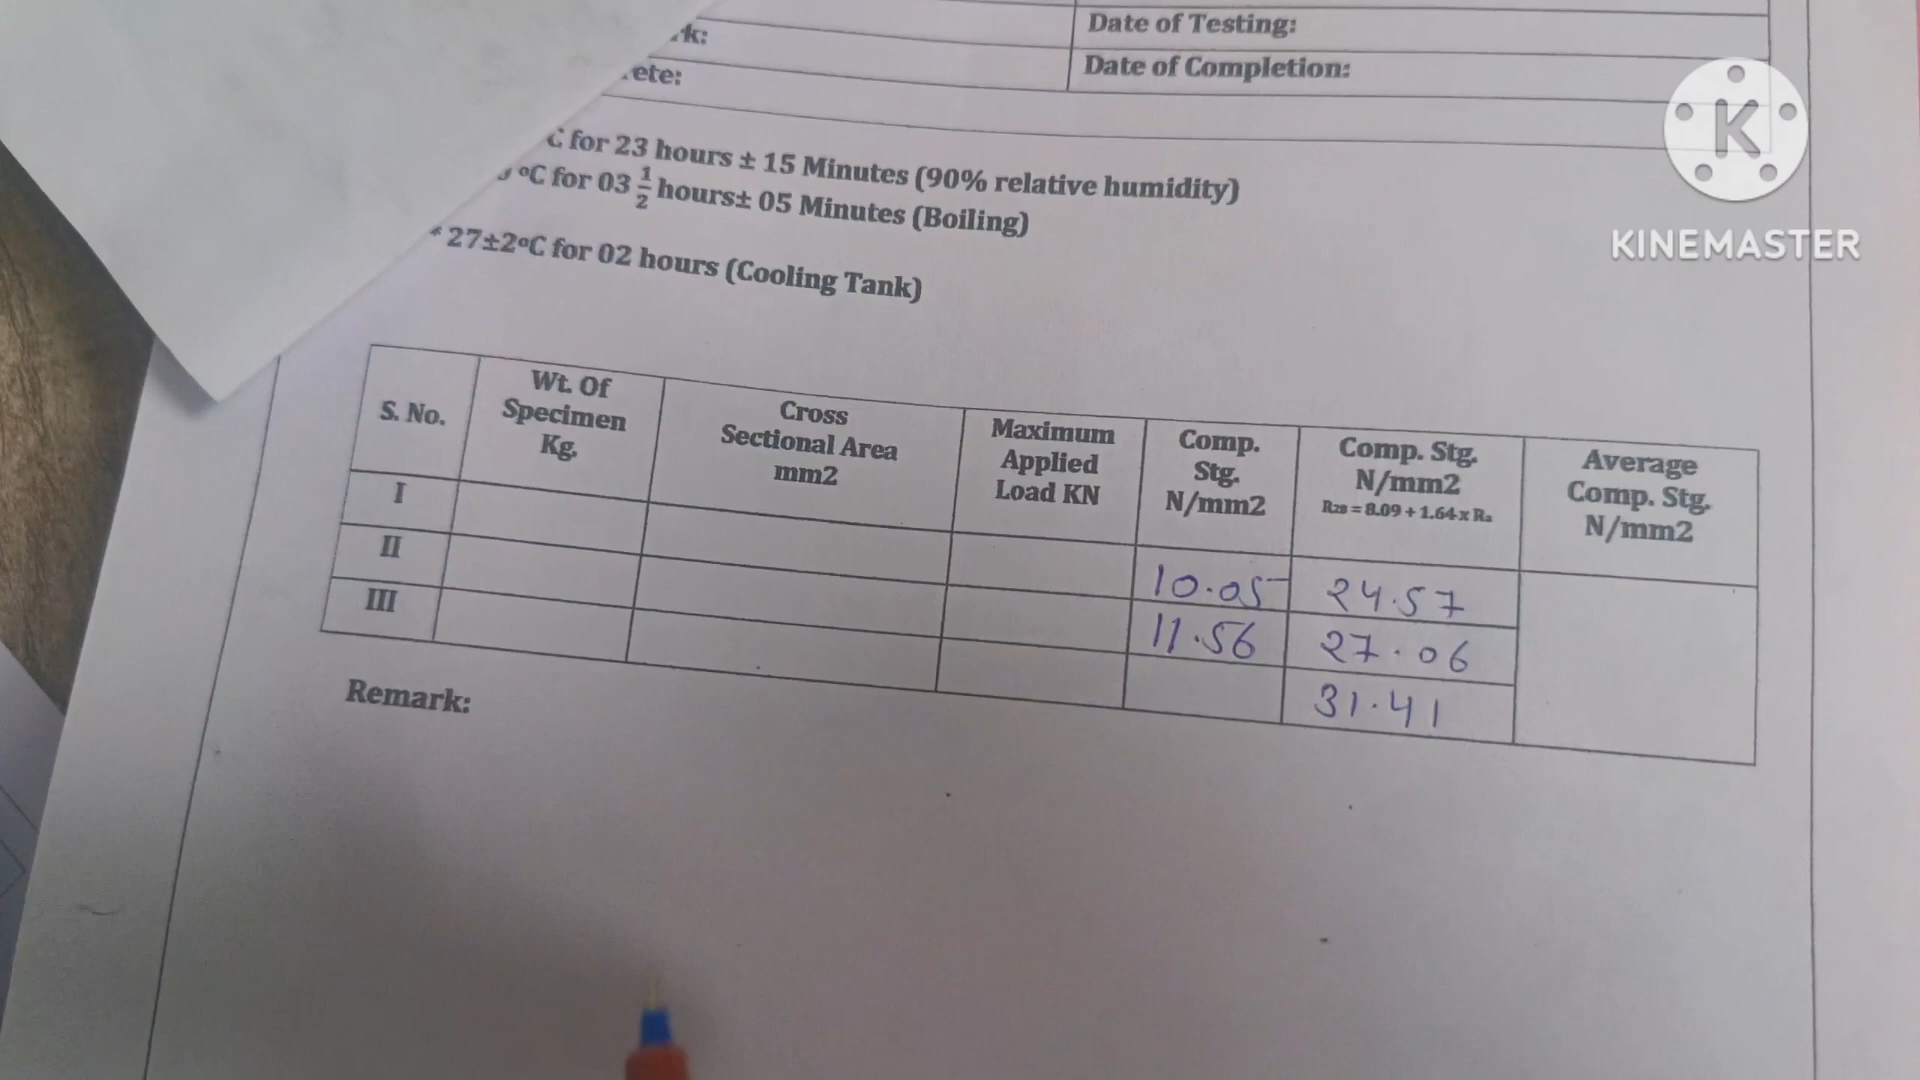 Date of Testing:
rk:
Date of Completion:
rete:
C for 23 hours ± 15 Minutes (90% relative humidity)
°C for 03 1/2 hours± 05 Minutes (Boiling)
27±2°C for 02 hours (Cooling Tank)
S. No.
Wt. Of
Specimen
Kg.
Cross
Sectional Area
mm2
Maximum
Applied
Load KN
Comp.
Stg.
N/mm2
Comp. Stg.
N/mm2
R28 = 8.09 + 1.64 x Ra
Average
Comp. Stg.
N/mm2
I
10.05
24.57
II
11.56
27.06
III
31.41
Remark:
K
KINEMASTER